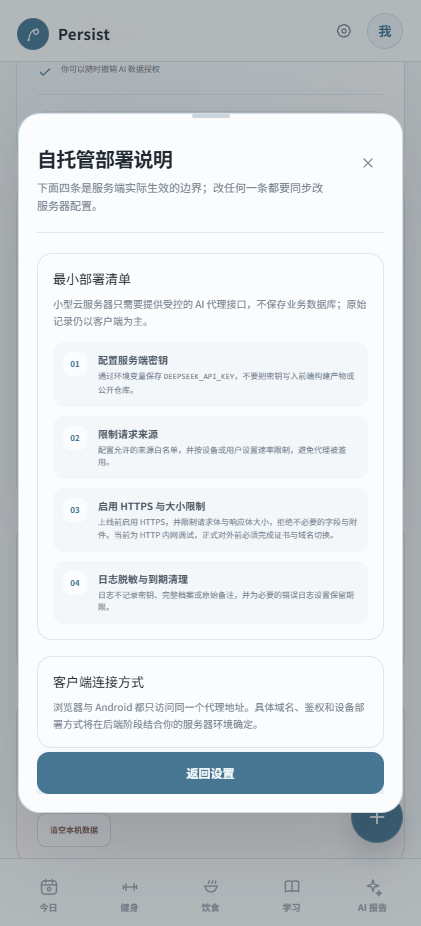 Persist
我
你可以随时撤销 AI 数据授权
自托管部署说明
下面四条是服务端实际生效的边界；改任何一条都要同步改
服务器配置。
最小部署清单
小型云服务器只需要提供受控的 AI 代理接口，不保存业务数据库；原始
记录仍以客户端为主。
01
配置服务端密钥
通过环境变量保存 DEEPSEEK_API_KEY，不要把密钥写入前端构建产物或
公开仓库。
02
限制请求来源
配置允许的来源白名单，并按设备或用户设置速率限制，避免代理被滥
用。
03
启用 HTTPS 与大小限制
上线前启用 HTTPS，并限制请求体与响应体大小，拒绝不必要的字段与附
件。当前为 HTTP 内网调试，正式对外前必须完成证书与域名切换。
04
日志脱敏与到期清理
日志不记录密钥、完整档案或原始备注，并为必要的错误日志设置保留期
限。
客户端连接方式
浏览器与 Android 都只访问同一个代理地址。具体域名、鉴权和设备部
署方式将在后端阶段结合你的服务器环境确定。
返回设置
清空本机数据
今日
健身
饮食
学习
AI 报告